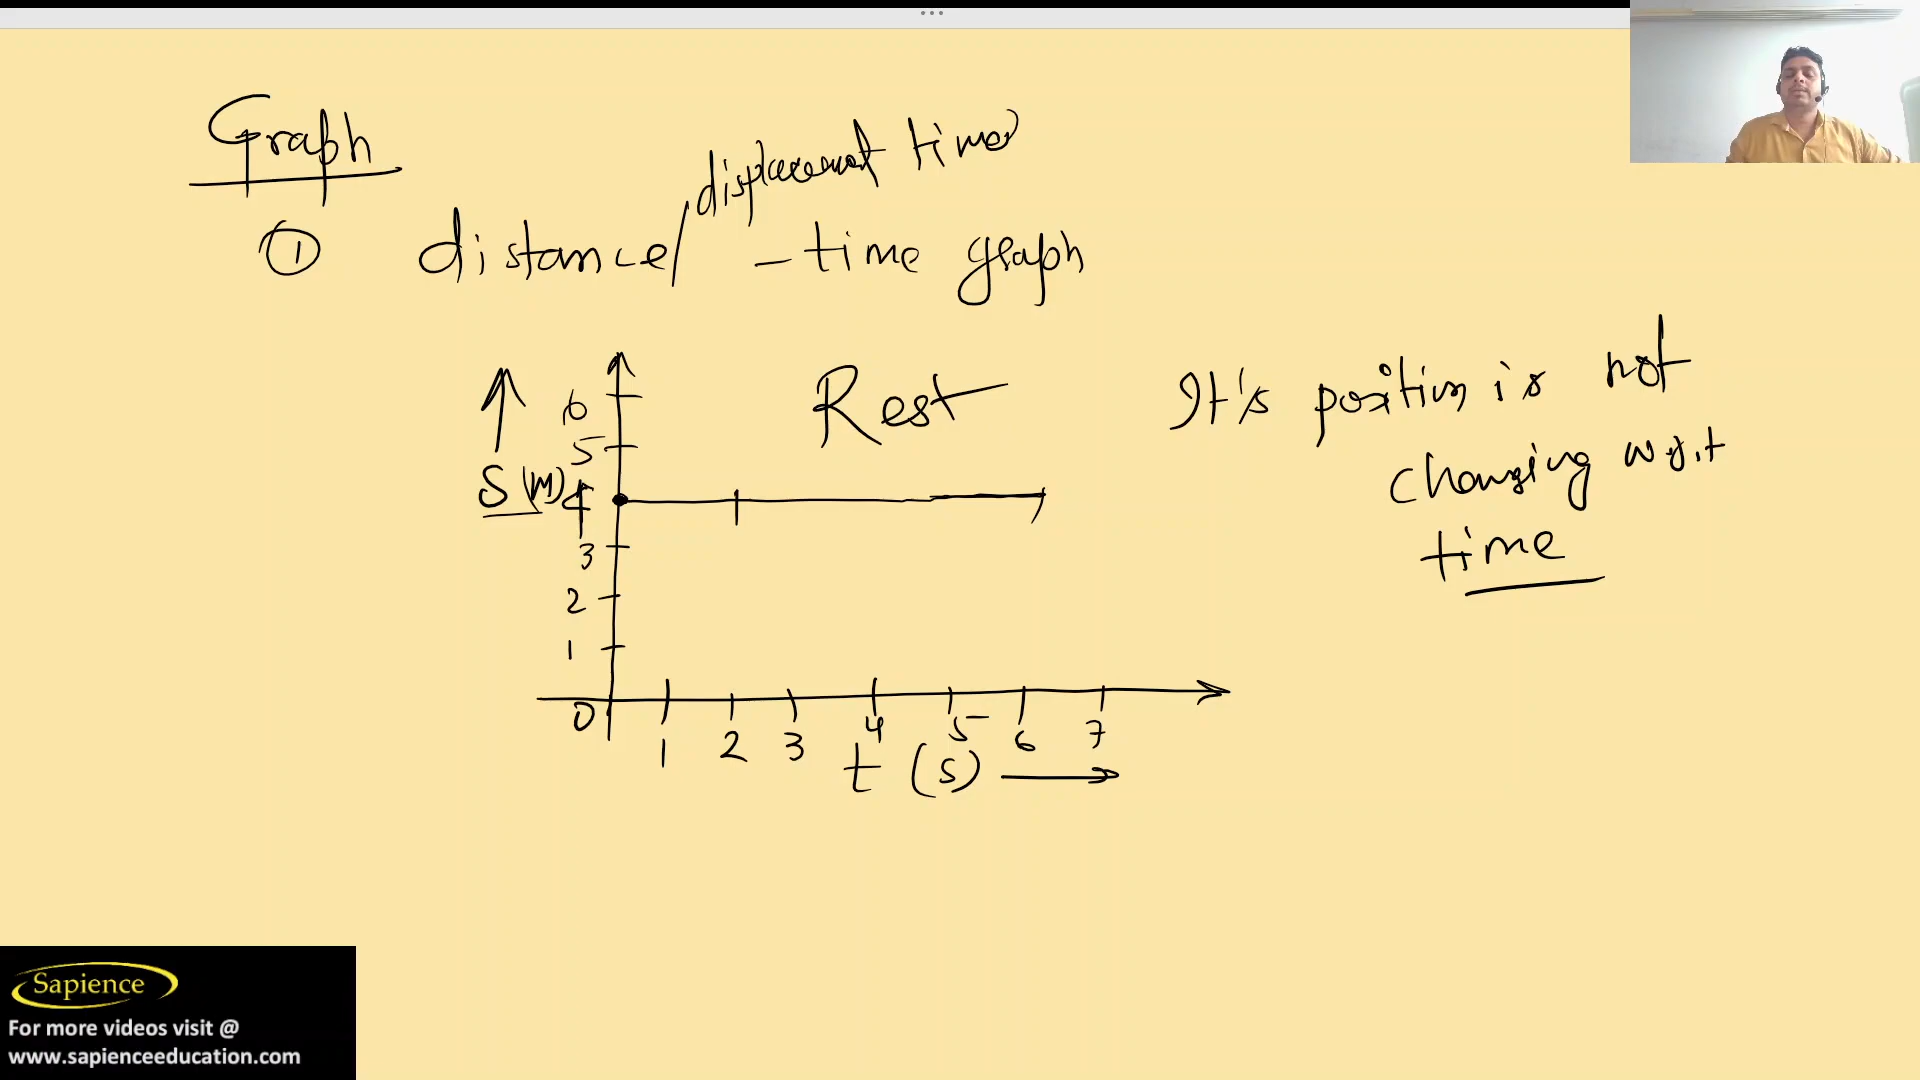 Graph
displacement time
① distance/ - time graph
Rest
It's position is not
changing w.r.t
time
6
5
S (M) 4
3
2
1
0
1 2 3 4 5 6 7
t (s)
Sapience
For more videos visit @
www.sapienceeducation.com